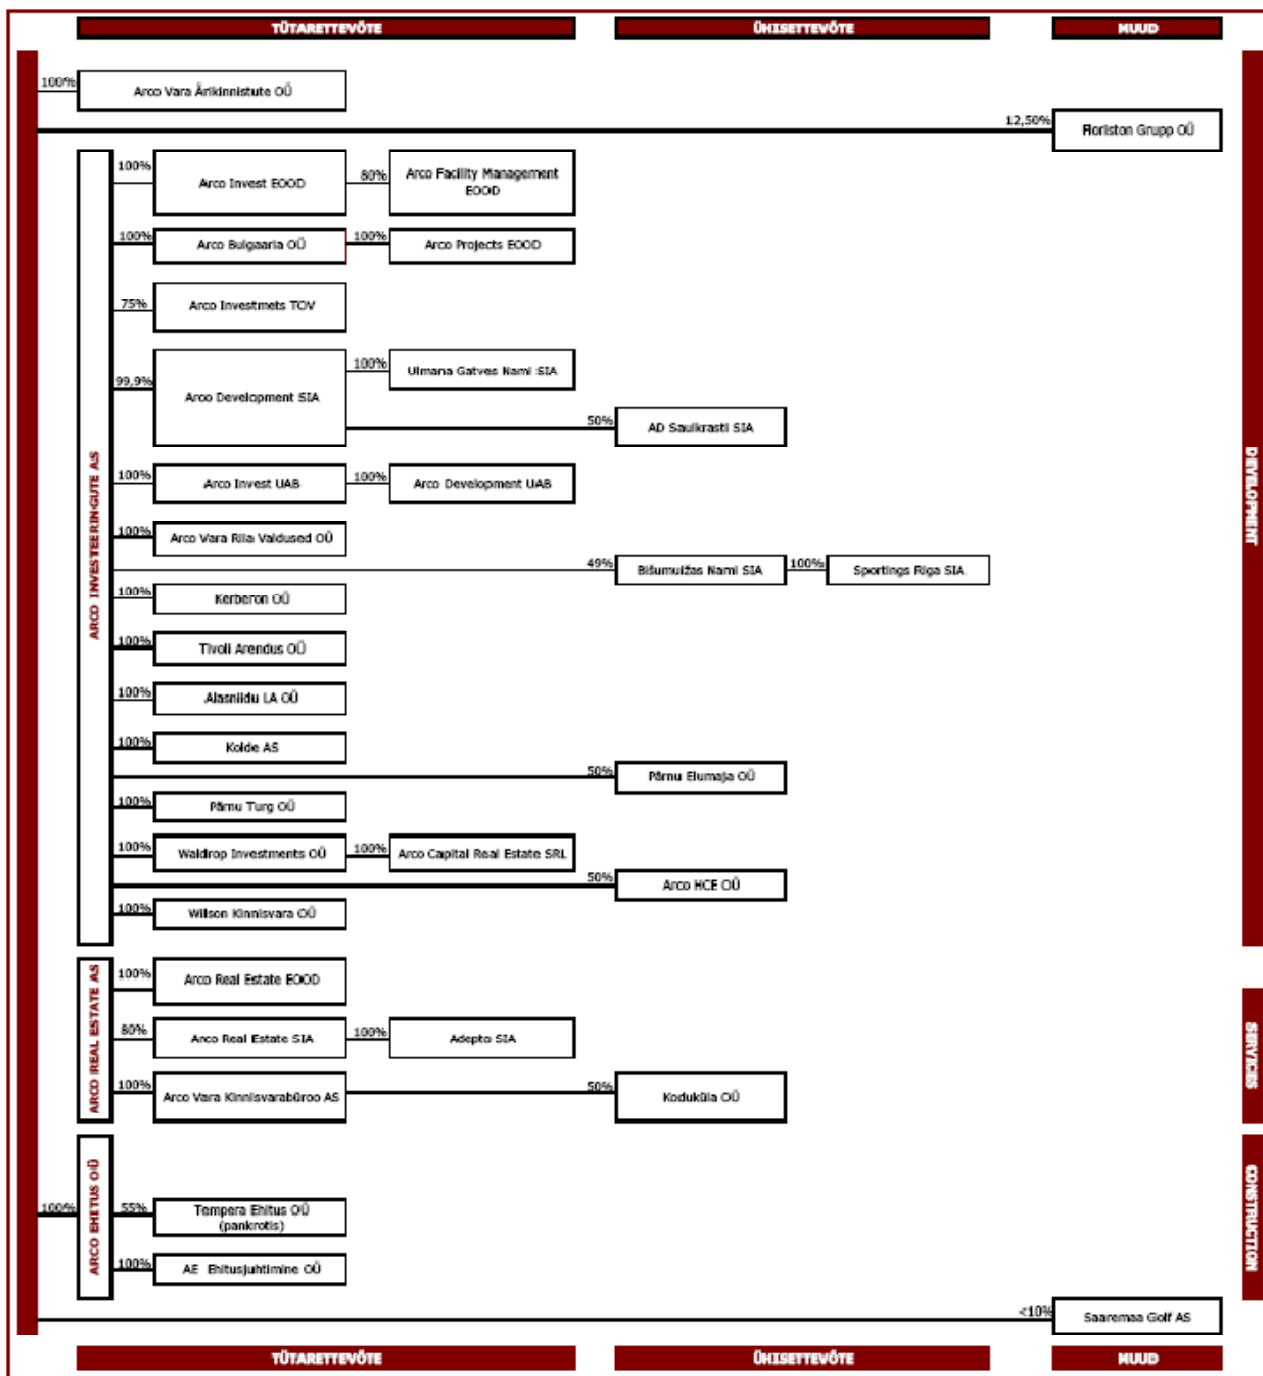 TÜTARETTEVÕTE
ÜHISETTEVÕTE
MUUD
100%
Arco Vara Ärikinnistute OÜ
12,50%
Floriston Grupp OÜ
ARCO INVESTEERINGUTE AS
DEVELOPMENT
100%
Arco Invest EOOD
80%
Arco Facility Management
EOOD
100%
Arco Bulgaaria OÜ
100%
Arco Projects EOOD
75%
Arco Investmets TOV
99,9%
Arco Development SIA
100%
Ulmana Gatves Nami SIA
50%
AD Saulkrasti SIA
100%
Arco Invest UAB
100%
Arco Development UAB
100%
Arco Vara Riia Valdused OÜ
49%
Bišumuižas Nami SIA
100%
Sportings Riga SIA
100%
Kerberon OÜ
100%
Tivoli Arendus OÜ
100%
Alasniidu LA OÜ
100%
Kolde AS
50%
Pärnu Elumaja OÜ
100%
Pärnu Turg OÜ
100%
Waldrop Investments OÜ
100%
Arco Capital Real Estate SRL
50%
Arco HCE OÜ
100%
Wilson Kinnisvara OÜ
ARCO REAL ESTATE AS
SERVICES
100%
Arco Real Estate EOOD
80%
Arco Real Estate SIA
100%
Adepto SIA
100%
Arco Vara Kinnisvarabüroo AS
50%
Koduküla OÜ
100%
ARCO EHITUS OÜ
CONSTRUCTION
55%
Tempera Ehitus OÜ
(pankrotis)
100%
AE Ehitusjuhtimine OÜ
<10%
Saaremaa Golf AS
TÜTARETTEVÕTE
ÜHISETTEVÕTE
MUUD